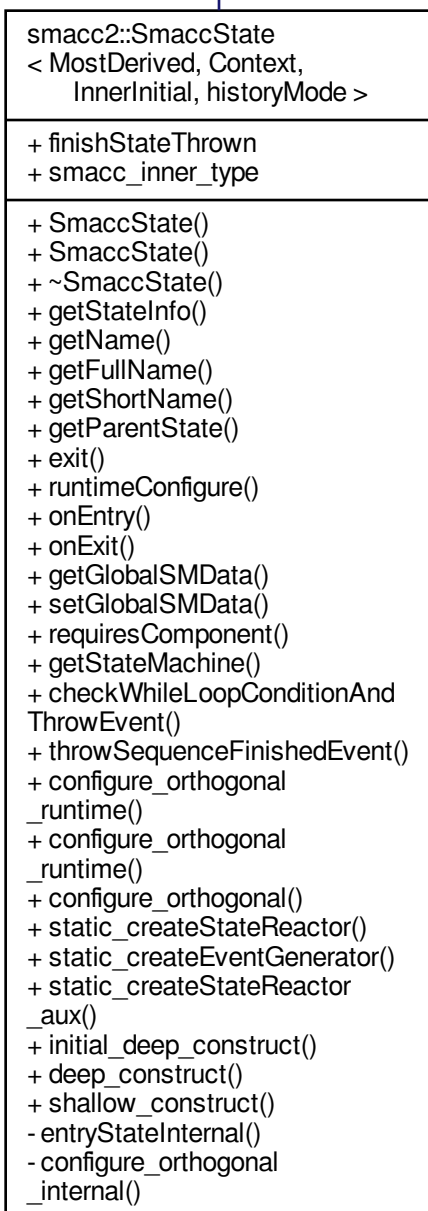 smacc2::SmaccState
< MostDerived, Context,
InnerInitial, historyMode >
+ finishStateThrown
+ smacc_inner_type
+ SmaccState()
+ SmaccState()
+ ~SmaccState()
+ getStateInfo()
+ getName()
+ getFullName()
+ getShortName()
+ getParentState()
+ exit()
+ runtimeConfigure()
+ onEntry()
+ onExit()
+ getGlobalSMData()
+ setGlobalSMData()
+ requiresComponent()
+ getStateMachine()
+ checkWhileLoopConditionAnd
ThrowEvent()
+ throwSequenceFinishedEvent()
+ configure_orthogonal
_runtime()
+ configure_orthogonal
_runtime()
+ configure_orthogonal()
+ static_createStateReactor()
+ static_createEventGenerator()
+ static_createStateReactor
_aux()
+ initial_deep_construct()
+ deep_construct()
+ shallow_construct()
- entryStateInternal()
- configure_orthogonal
_internal()